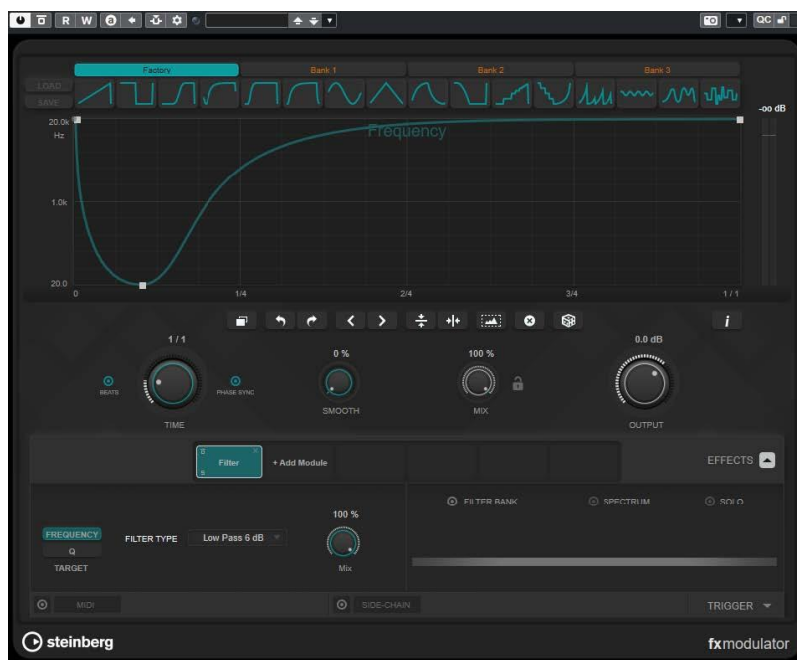 R W a QC
Factory Bank 1 Bank 2 Bank 3
LOAD
SAVE
-oo dB
20.0k
Hz
Frequency
1.0k
20.0
0 1/4 2/4 3/4 1 / 1
i
1 / 1
0 %
100 %
0.0 dB
BEATS
PHASE SYNC
SMOOTH
MIX
TIME
OUTPUT
B X
Filter
S
+ Add Module
EFFECTS
FILTER BANK
SPECTRUM
SOLO
100 %
FREQUENCY
Q
TARGET
FILTER TYPE Low Pass 6 dB
Mix
MIDI
SIDE-CHAIN
TRIGGER
steinberg
fxmodulator